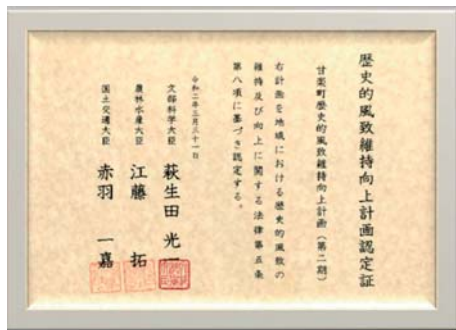 歴史的風致維持向上計画認定証
甘楽町歴史的風致維持向上計画(第二期)
右計画を地域における歴史的風致の
維持及び向上に関する法律第五条
第八項に基づき認定する。
令和二年三月三十一日
文部科学大臣 萩生田 光一
農林水産大臣 江藤 拓
国土交通大臣 赤羽 一嘉